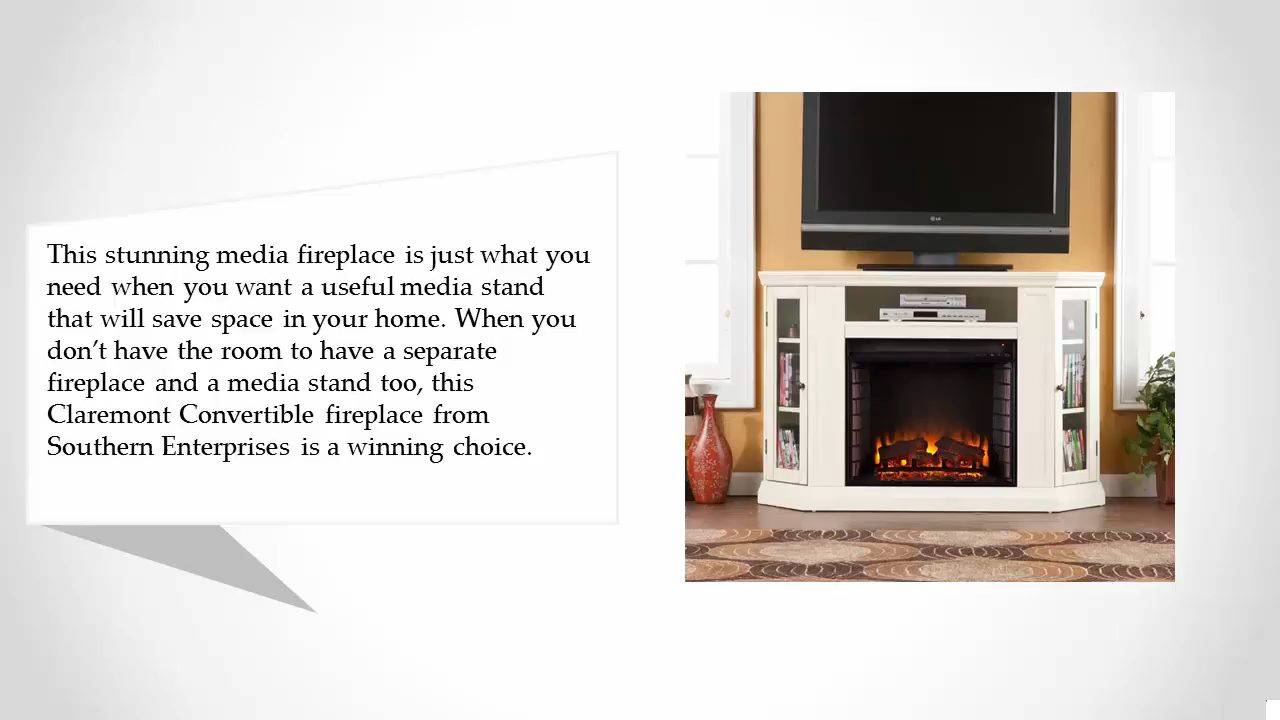 This stunning media fireplace is just what you
need when you want a useful media stand
that will save space in your home. When you
don’t have the room to have a separate
fireplace and a media stand too, this
Claremont Convertible fireplace from
Southern Enterprises is a winning choice.
LG